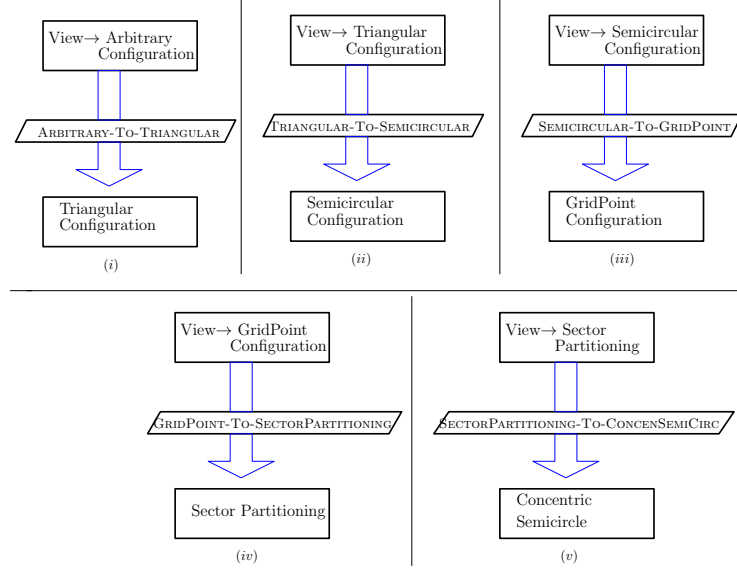 View→ Arbitrary
Configuration
ARBITRARY-TO-TRIANGULAR
Triangular
Configuration
(i)
View→ Triangular
Configuration
TRIANGULAR-TO-SEMICIRCULAR
Semicircular
Configuration
(ii)
View→ Semicircular
Configuration
SEMICIRCULAR-TO-GRIDPOINT
GridPoint
Configuration
(iii)
View→ GridPoint
Configuration
GRIDPOINT-TO-SECTORPARTITIONING
Sector Partitioning
(iv)
View→ Sector
Partitioning
SECTORPARTITIONING-TO-CONCENSEMICIRC
Concentric
Semicircle
(v)